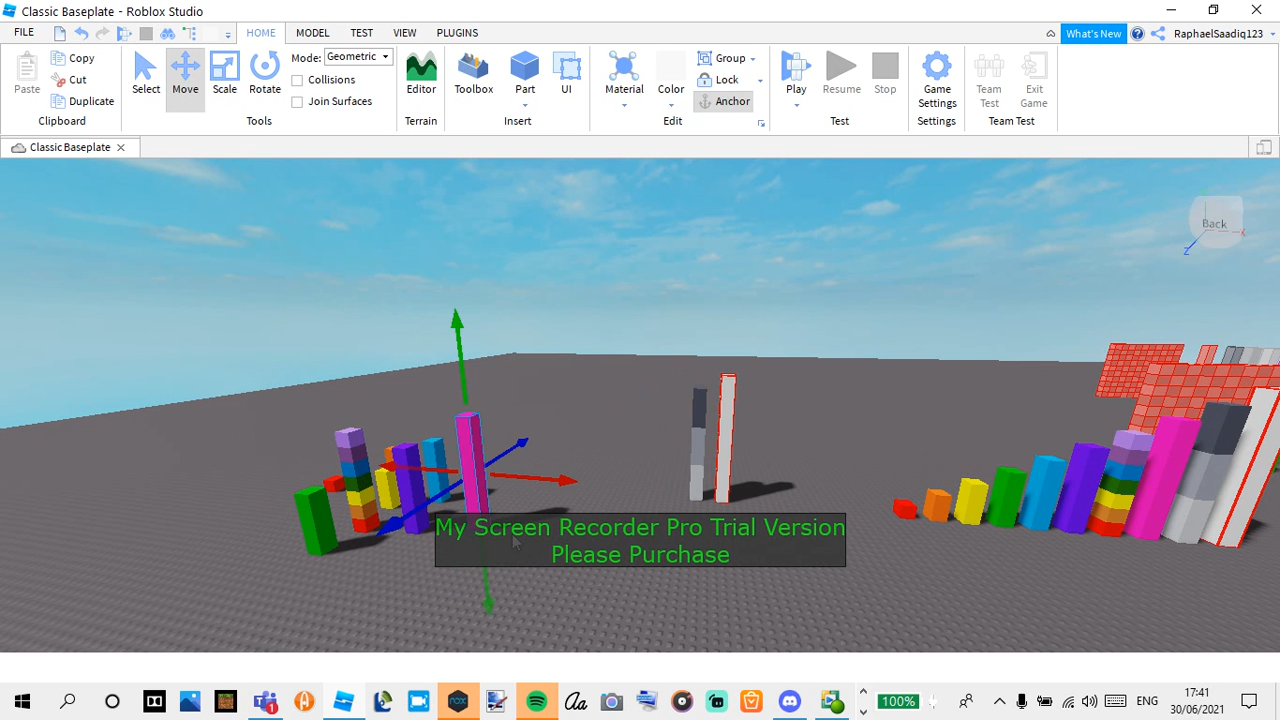 Classic Baseplate - Roblox Studio
FILE HOME MODEL TEST VIEW PLUGINS What's New RaphaelSaadiq123
Paste
Copy
Cut
Duplicate
Clipboard
Select Move Scale Rotate
Mode: Geometric
Collisions
Join Surfaces
Tools
Editor
Terrain
Toolbox Part UI
Insert
Material Color
Group
Lock
Anchor
Edit
Play Resume Stop
Test
Game Settings
Settings
Team Test
Exit Game
Team Test
Classic Baseplate
Back
X
Z
My Screen Recorder Pro Trial Version
Please Purchase
100% ENG 17:41
30/06/2021